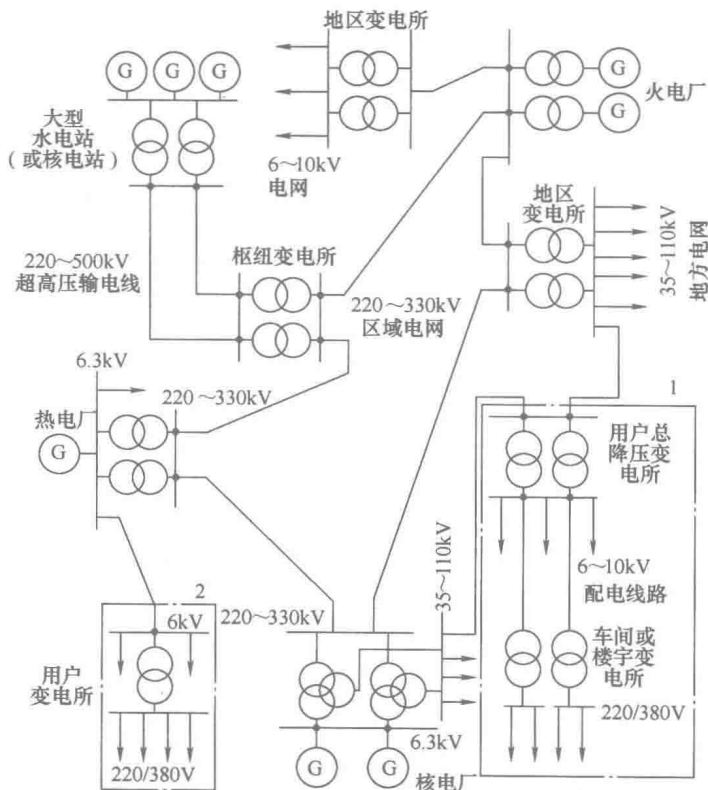 地区变电所
G
G
G
G
G
火电厂
大型
水电站
(或核电站)
6~10kV
电网
地区
变电所
35~110kV
地方电网
220~500kV
超高压输电线
枢纽变电所
220~330kV
区域电网
6.3kV
热电厂
G
220~330kV
1
用户总
降压变
电所
6~10kV
配电线路
35~110kV
2
6kV
用户
变电所
220/380V
220~330kV
车间或
楼宇变
电所
220/380V
6.3kV
G
G
核电厂